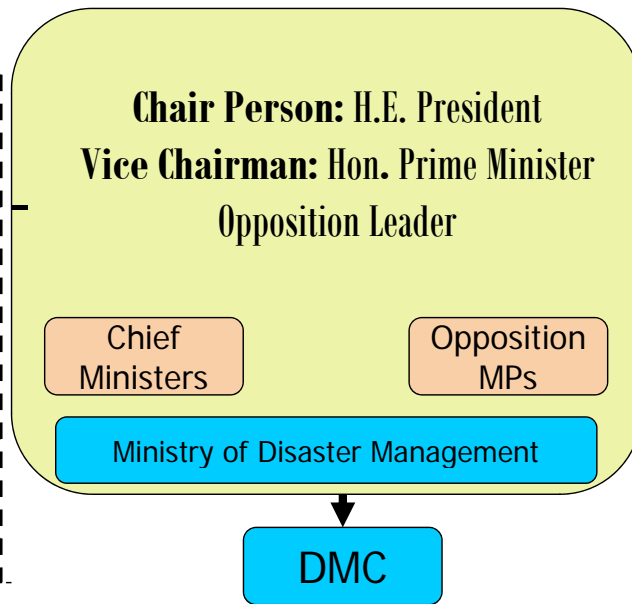 Chair Person: H.E. President
Vice Chairman: Hon. Prime Minister
Opposition Leader
Chief
Ministers
Opposition
MPs
Ministry of Disaster Management
DMC